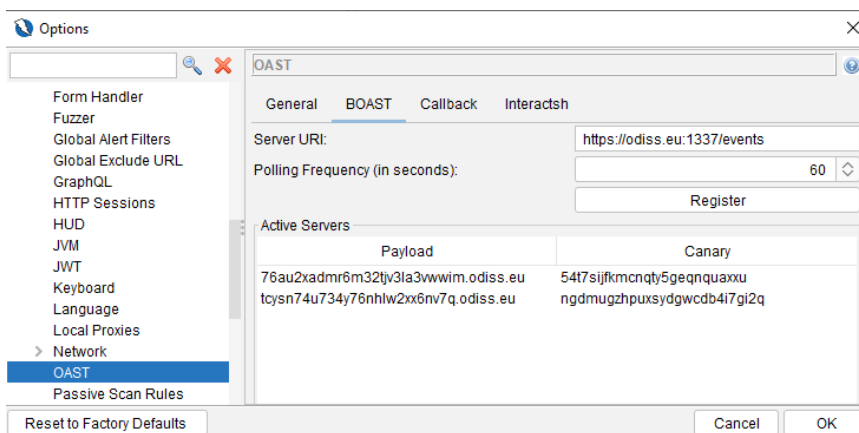 Options
OAST
Form Handler
Fuzzer
Global Alert Filters
Global Exclude URL
GraphQL
HTTP Sessions
HUD
JVM
JWT
Keyboard
Language
Local Proxies
Network
OAST
Passive Scan Rules
General BOAST Callback Interactsh
Server URI: https://odiss.eu:1337/events
Polling Frequency (in seconds): 60
Register
Active Servers
Payload Canary
76au2xadmr6m32tjv3la3vwwim.odiss.eu 54t7sijfkmcnqty5geqnquaxxu
tcysn74u734y76nhlw2xx6nv7q.odiss.eu ngdmugzhpuxsydgwcdb4i7gi2q
Reset to Factory Defaults Cancel OK